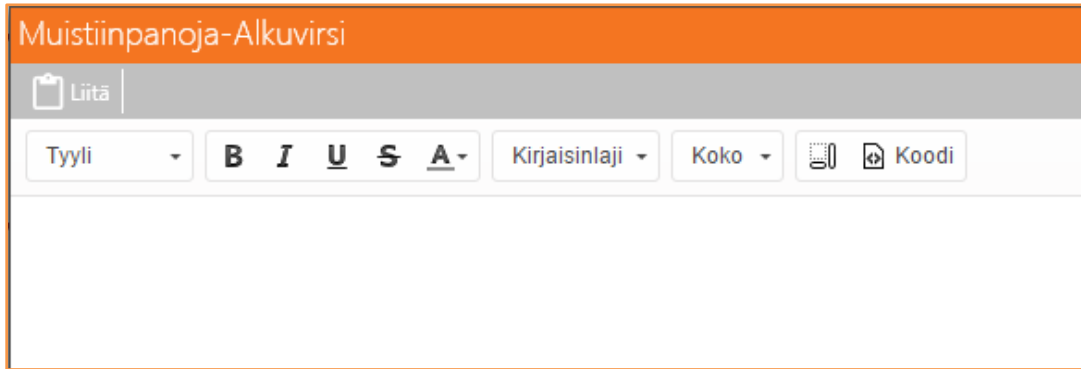 Muistiinpanoja-Alkuvirsi
Liitä
Tyyli B I U S A Kirjaisinlaji Koko Koodi